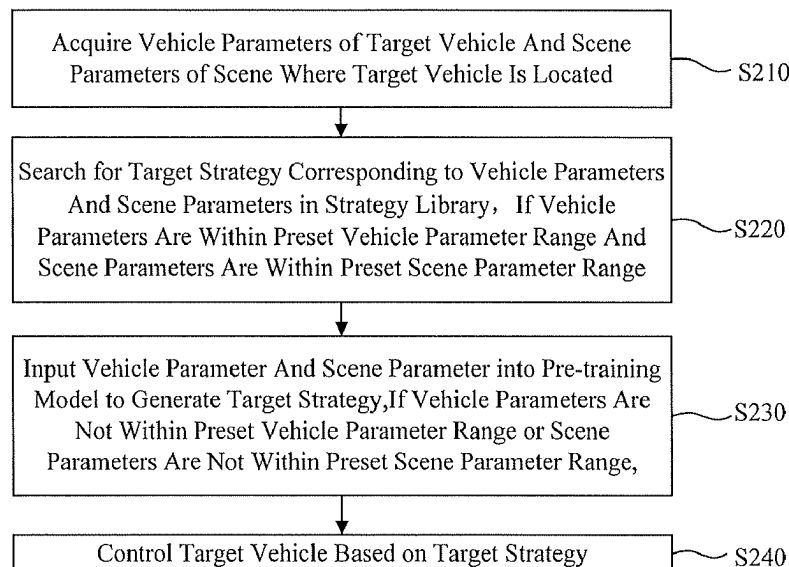 Acquire Vehicle Parameters of Target Vehicle And Scene
Parameters of Scene Where Target Vehicle Is Located
S210
Search for Target Strategy Corresponding to Vehicle Parameters
And Scene Parameters in Strategy Library, If Vehicle
Parameters Are Within Preset Vehicle Parameter Range And
Scene Parameters Are Within Preset Scene Parameter Range
S220
Input Vehicle Parameter And Scene Parameter into Pre-training
Model to Generate Target Strategy,If Vehicle Parameters Are
Not Within Preset Vehicle Parameter Range or Scene
Parameters Are Not Within Preset Scene Parameter Range,
S230
Control Target Vehicle Based on Target Strategy
S240